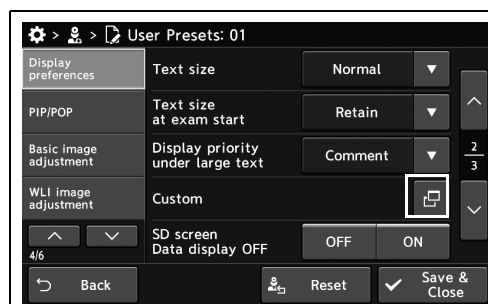 > > User Presets: 01
Display
preferences
PIP/POP
Basic image
adjustment
WLI image
adjustment
4/6
Text size
Normal
Text size
at exam start
Retain
Display priority
under large text
Comment
Custom
SD screen
Data display OFF
OFF
ON
2
3
Back
Reset
Save &
Close